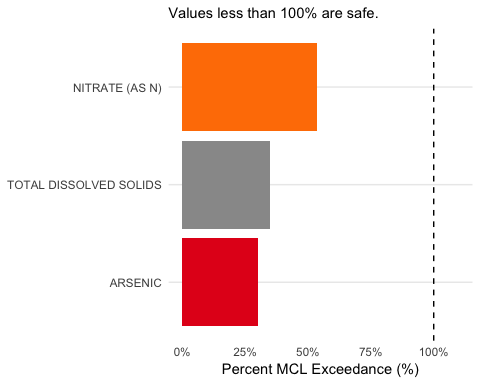 Values less than 100% are safe.
NITRATE (AS N)
TOTAL DISSOLVED SOLIDS
ARSENIC
0% 25% 50% 75% 100%
Percent MCL Exceedance (%)